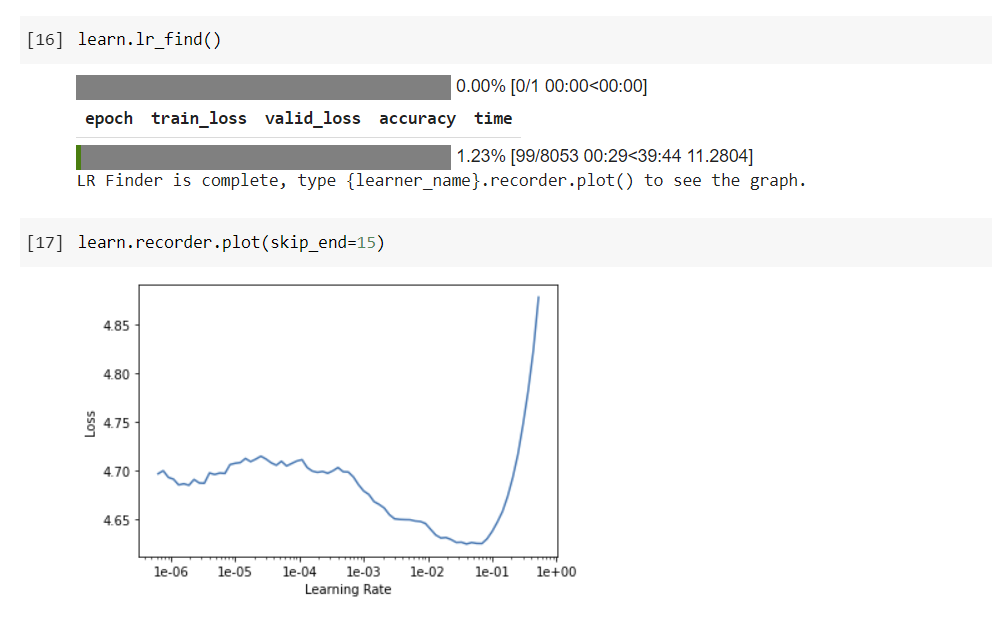 [16] learn.lr_find()
0.00% [0/1 00:00<00:00]
epoch train_loss valid_loss accuracy time
1.23% [99/8053 00:29<39:44 11.2804]
LR Finder is complete, type {learner_name}.recorder.plot() to see the graph.
[17] learn.recorder.plot(skip_end=15)
4.85
4.80
4.75
Loss
4.70
4.65
1e-06 1e-05 1e-04 1e-03 1e-02 1e-01 1e+00
Learning Rate